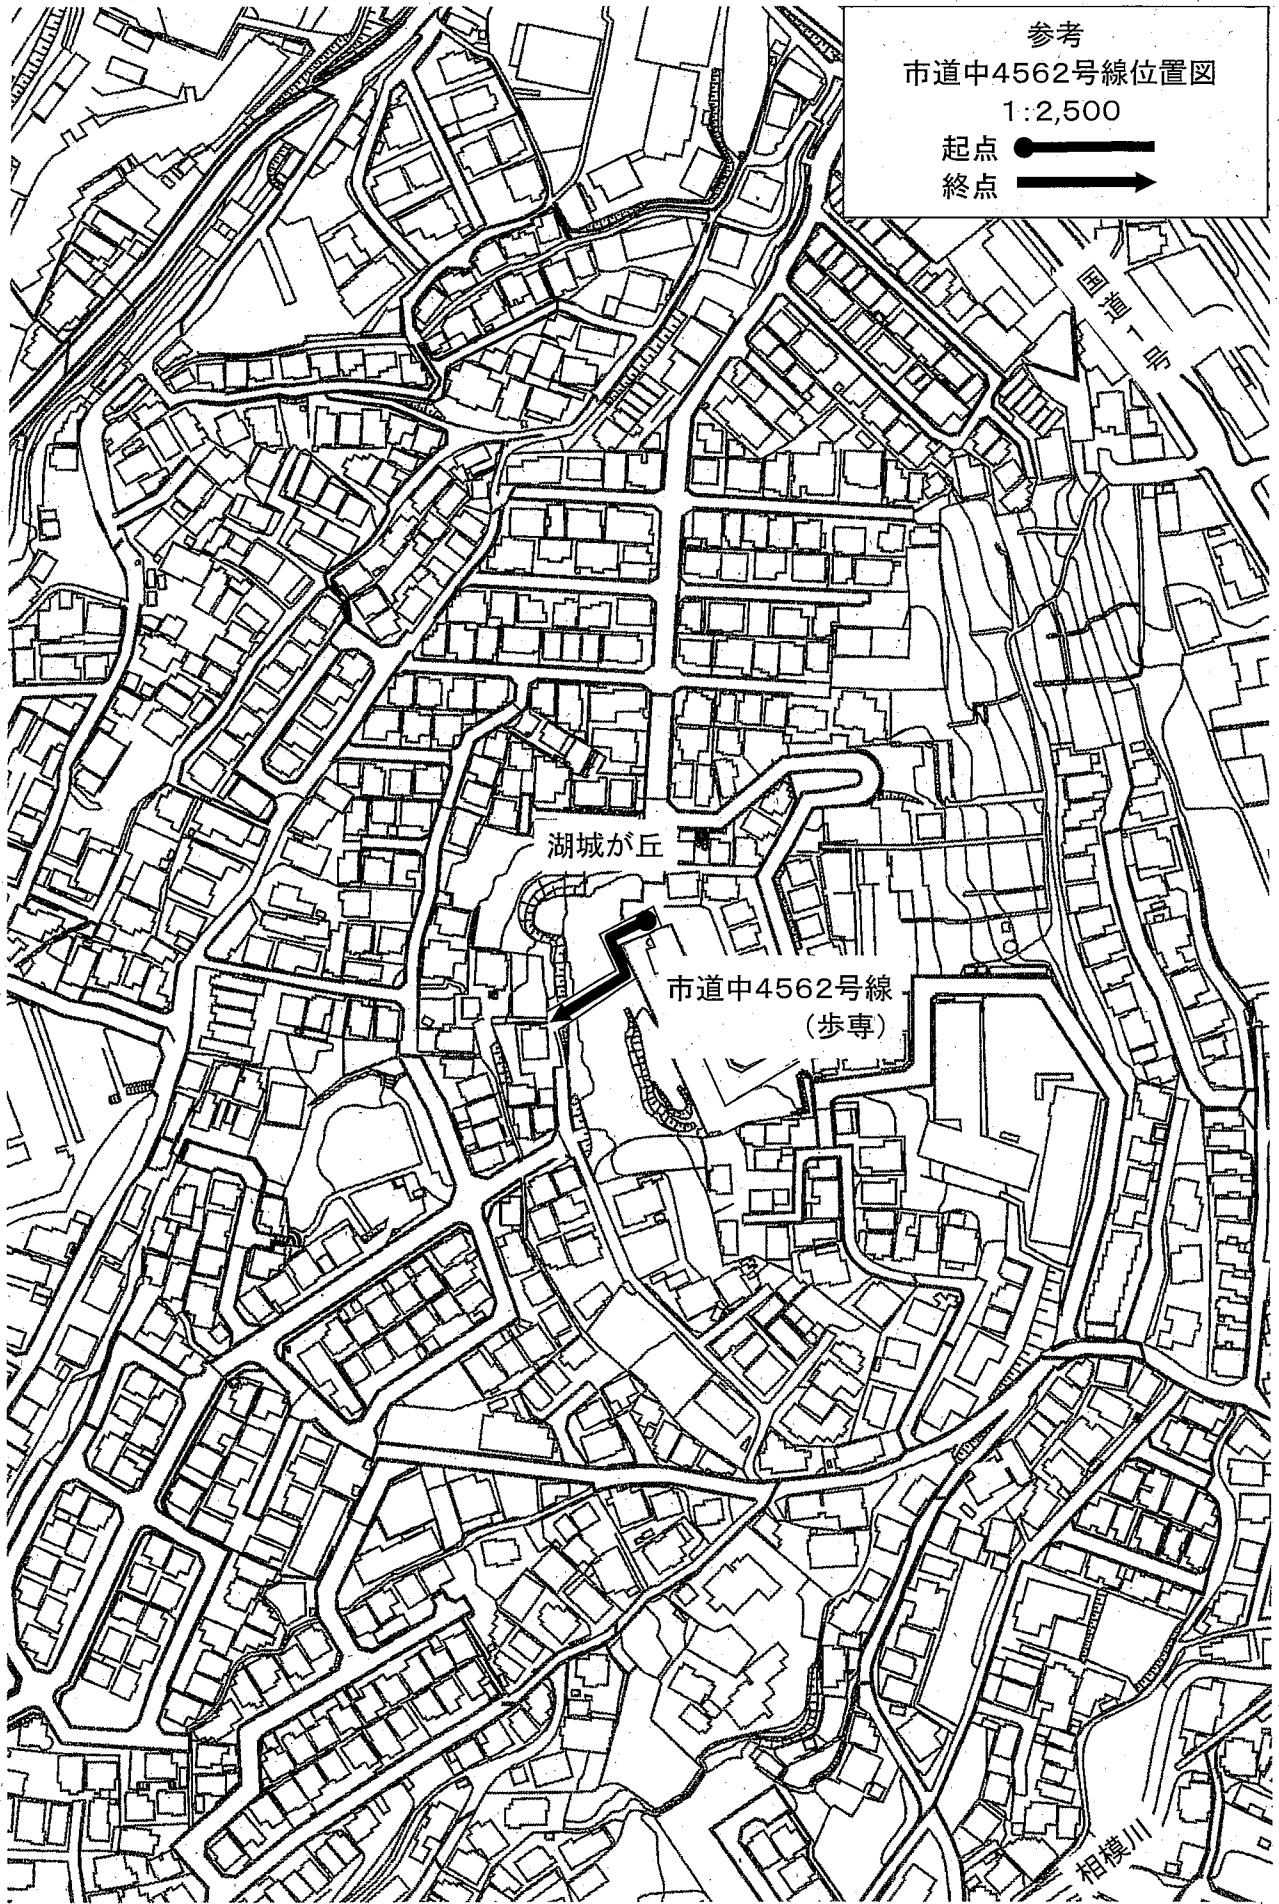 参考
市道中4562号線位置図
1:2,500
起点
終点
国道1号
湖城が丘
市道中4562号線
(歩専)
相模川